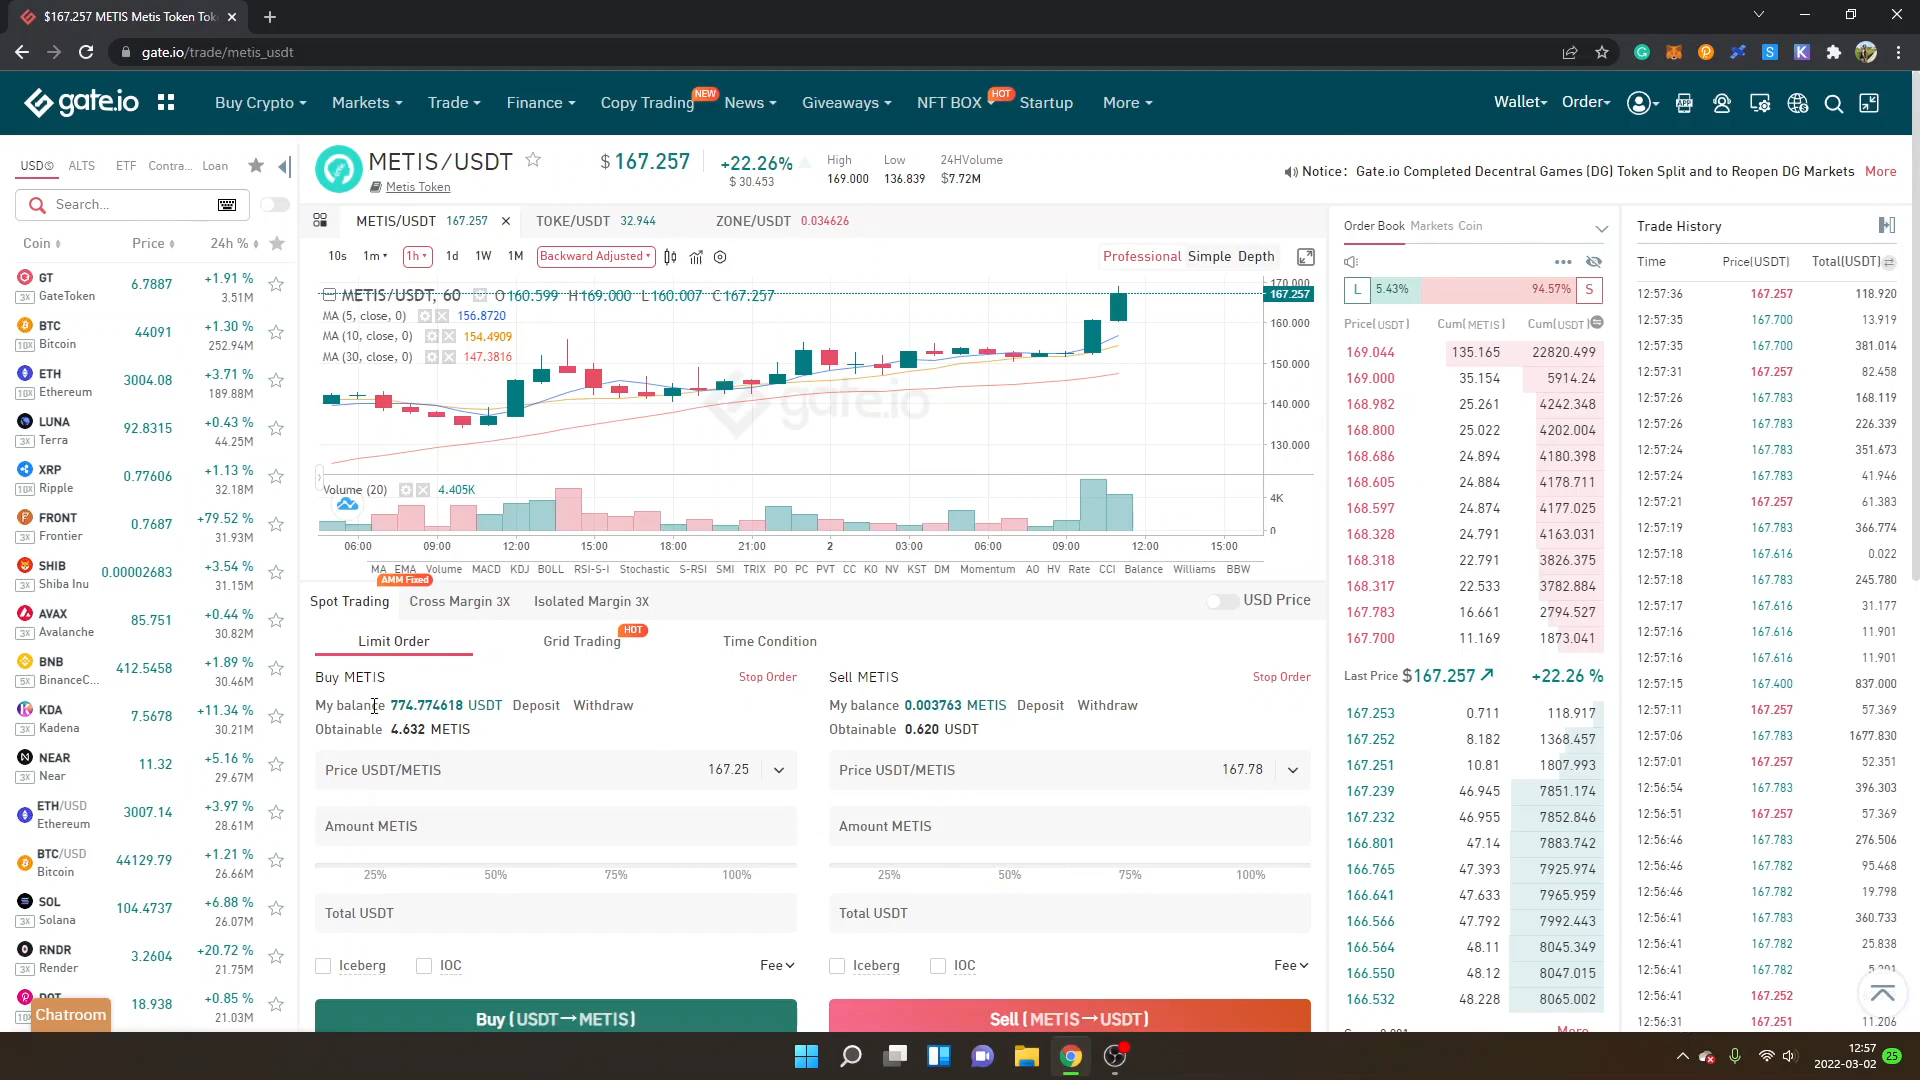 $167.257 METIS Metis Token Tok
gate.io/trade/metis_usdt
gate.io
Buy Crypto
Markets
Trade
Finance
Copy Trading
NEW
News
Giveaways
NFT BOX
HOT
Startup
More
Wallet
Order
USD
ALTS
ETF
Contra...
Loan
METIS/USDT
Metis Token
$ 167.257
+22.26%
$ 30.453
High
169.000
Low
136.839
24HVolume
$7.72M
Notice: Gate.io Completed Decentral Games (DG) Token Split and to Reopen DG Markets
More
Search...
Coin
Price
24h %
GT 6.7887 +1.91 %
3X GateToken 3.51M
BTC 44091 +1.30 %
10X Bitcoin 252.94M
ETH 3004.08 +3.71 %
10X Ethereum 189.88M
LUNA 92.8315 +0.43 %
3X Terra 44.25M
XRP 0.77606 +1.13 %
10X Ripple 32.18M
FRONT 0.7687 +79.52 %
3X Frontier 31.93M
SHIB 0.00002683 +3.54 %
3X Shiba Inu 31.15M
AVAX 85.751 +0.44 %
3X Avalanche 30.82M
BNB 412.5458 +1.89 %
5X BinanceC... 30.46M
KDA 7.5678 +11.34 %
3X Kadena 30.21M
NEAR 11.32 +5.16 %
3X Near 29.67M
ETH/USD 3007.14 +3.97 %
Ethereum 28.61M
BTC/USD 44129.79 +1.21 %
Bitcoin 26.66M
SOL 104.4737 +6.88 %
3X Solana 26.07M
RNDR 3.2604 +20.72 %
3X Render 21.75M
DOT 18.938 +0.85 %
21.03M
Chatroom
METIS/USDT 167.257
TOKE/USDT 32.944
ZONE/USDT 0.034626
10s 1m 1h 1d 1W 1M Backward Adjusted
Professional Simple Depth
METIS/USDT, 60 O160.599 H169.000 L160.007 C167.257
MA (5, close, 0) 156.8720
MA (10, close, 0) 154.4909
MA (30, close, 0) 147.3816
170.000
167.257
160.000
150.000
140.000
130.000
gate.io
Volume (20) 4.405K
4K
0
06:00 09:00 12:00 15:00 18:00 21:00 2 03:00 06:00 09:00 12:00 15:00
MA EMA Volume MACD KDJ BOLL RSI-S-I Stochastic S-RSI SMI TRIX PO PC PVT CC KO NV KST DM Momentum AO HV Rate CCI Balance Williams BBW
AMM Fixed
Spot Trading
Cross Margin 3X
Isolated Margin 3X
USD Price
Limit Order
Grid Trading
HOT
Time Condition
Buy METIS
Stop Order
My balance 774.774618 USDT Deposit Withdraw
Obtainable 4.632 METIS
Price USDT/METIS 167.25
Amount METIS
25% 50% 75% 100%
Total USDT
Iceberg
IOC
Fee
Buy (USDT→METIS)
Sell METIS
Stop Order
My balance 0.003763 METIS Deposit Withdraw
Obtainable 0.620 USDT
Price USDT/METIS 167.78
Amount METIS
25% 50% 75% 100%
Total USDT
Iceberg
IOC
Fee
Sell (METIS→USDT)
Order Book Markets Coin
L 5.43% 94.57% S
Price(USDT) Cum(METIS) Cum(USDT)
169.044 135.165 22820.499
169.000 35.154 5914.24
168.982 25.261 4242.348
168.800 25.022 4202.004
168.686 24.894 4180.398
168.605 24.884 4178.711
168.597 24.874 4177.025
168.328 24.791 4163.031
168.318 22.791 3826.375
168.317 22.533 3782.884
167.783 16.661 2794.527
167.700 11.169 1873.041
Last Price $167.257 +22.26 %
167.253 0.711 118.917
167.252 8.182 1368.457
167.251 10.81 1807.993
167.239 46.945 7851.174
167.232 46.955 7852.846
166.801 47.14 7883.742
166.765 47.393 7925.974
166.641 47.633 7965.959
166.566 47.792 7992.443
166.564 48.11 8045.349
166.550 48.12 8047.015
166.532 48.228 8065.002
More
Trade History
Time Price(USDT) Total(USDT)
12:57:36 167.257 118.920
12:57:35 167.700 13.919
12:57:35 167.700 381.014
12:57:31 167.257 82.458
12:57:26 167.783 168.119
12:57:26 167.783 226.339
12:57:24 167.783 351.673
12:57:24 167.783 41.946
12:57:21 167.257 61.383
12:57:19 167.783 366.774
12:57:18 167.616 0.022
12:57:18 167.783 245.780
12:57:17 167.616 31.177
12:57:16 167.616 11.901
12:57:16 167.616 11.901
12:57:15 167.400 837.000
12:57:11 167.257 57.369
12:57:06 167.783 1677.830
12:57:01 167.257 52.351
12:56:54 167.783 396.303
12:56:51 167.257 57.369
12:56:46 167.783 276.506
12:56:46 167.782 95.468
12:56:46 167.782 19.798
12:56:41 167.783 360.733
12:56:41 167.782 25.838
12:56:41 167.782
12:56:41 167.252
12:56:31 167.251 11.206
12:57
2022-03-02
25